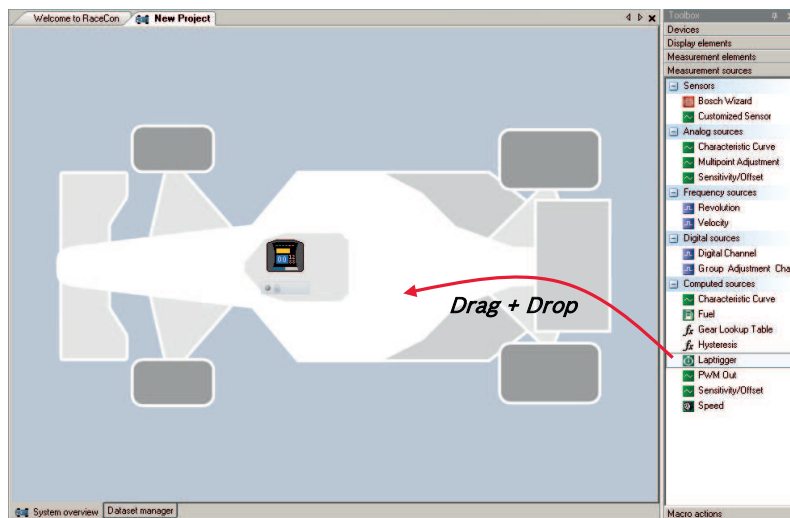 Welcome to RaceCon
New Project
Drag + Drop
System overview
Dataset manager
Toolbox
Devices
Display elements
Measurement elements
Measurement sources
Sensors
Bosch Wizard
Customized Sensor
Analog sources
Characteristic Curve
Multipoint Adjustment
Sensitivity/Offset
Frequency sources
Revolution
Velocity
Digital sources
Digital Channel
Group Adjustment Cha
Computed sources
Characteristic Curve
Fuel
fx Gear Lookup Table
fx Hysteresis
Laptrigger
PWM Out
Sensitivity/Offset
Speed
Macro actions